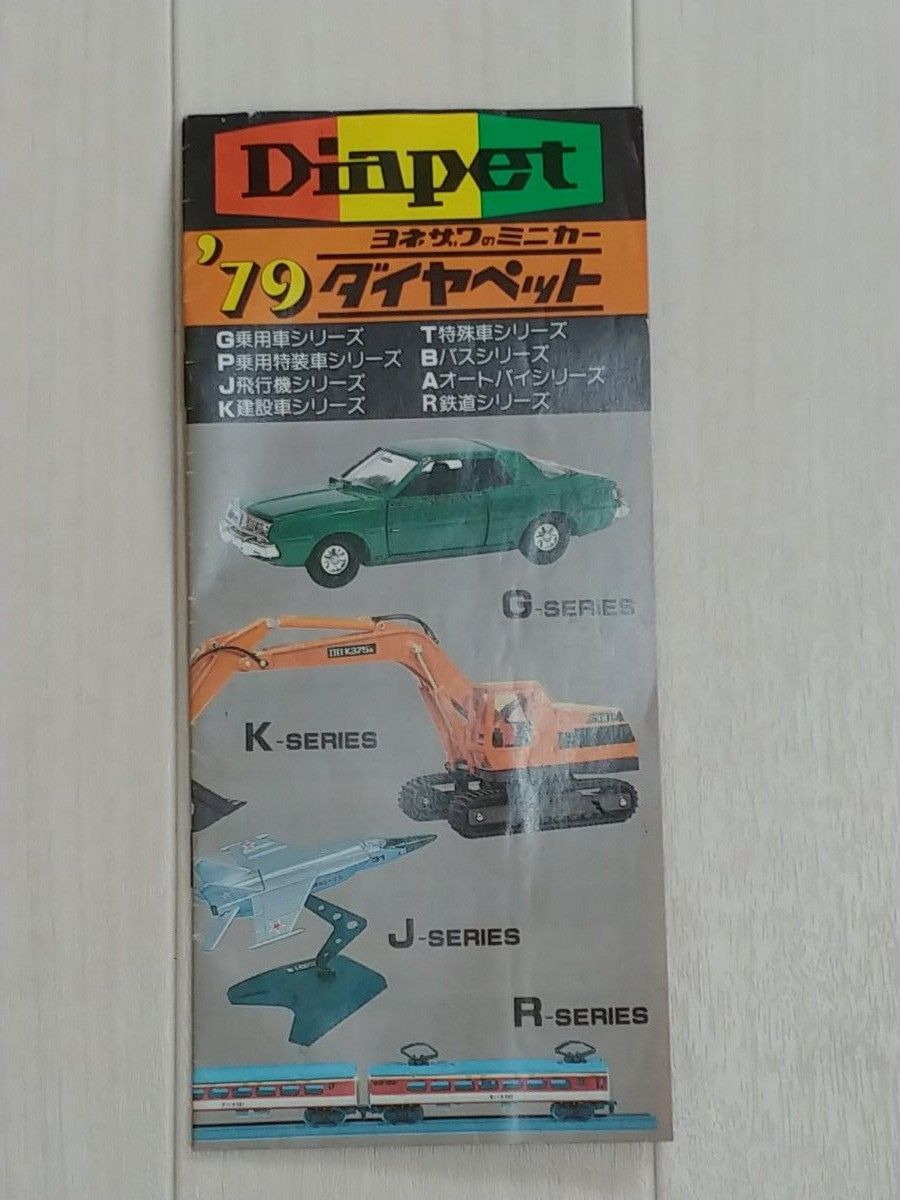 Diapet
ヨネザワのミニカー
'79 ダイヤペット
G乗用車シリーズ
P乗用特装車シリーズ
J飛行機シリーズ
K建設車シリーズ
T特殊車シリーズ
Bバスシリーズ
Aオートバイシリーズ
R鉄道シリーズ
G-SERIES
IHI K375A
K-SERIES
31
J-SERIES
R-SERIES